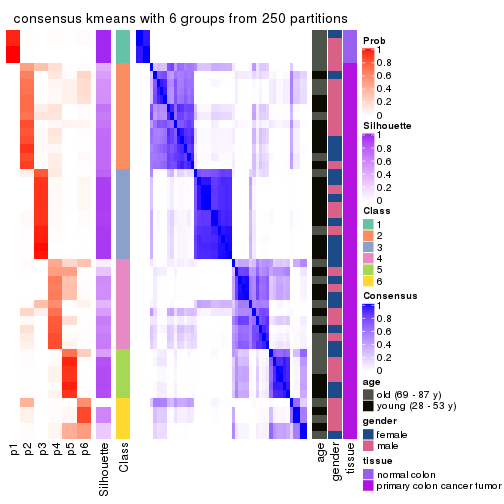 consensus kmeans with 6 groups from 250 partitions
p1
p2
p3
p4
p5
p6
Silhouette
Class
age
gender
tissue
Prob
1
0.8
0.6
0.4
0.2
0
Silhouette
1
0.8
0.6
0.4
0.2
0
Class
1
2
3
4
5
6
Consensus
1
0.8
0.6
0.4
0.2
0
age
old (69 - 87 y)
young (28 - 53 y)
gender
female
male
tissue
normal colon
primary colon cancer tumor